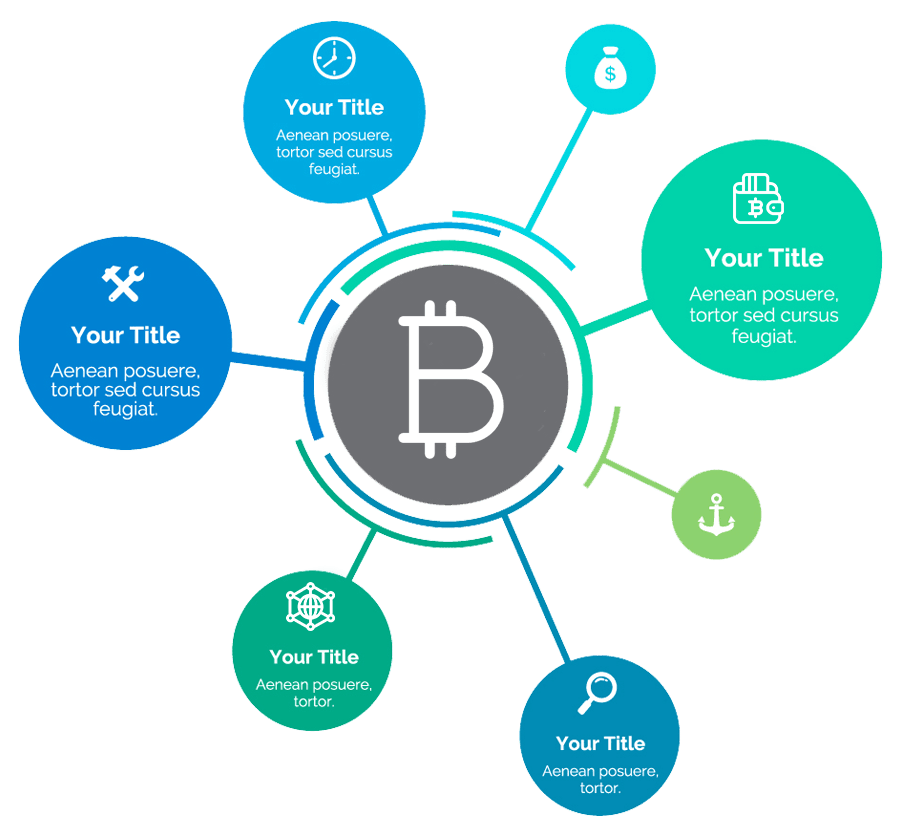 Your Title
Aenean posuere,
tortor sed cursus
feugiat.
$
Your Title
Aenean posuere,
tortor sed cursus
feugiat.
Your Title
Aenean posuere,
tortor sed cursus
feugiat.
Your Title
Aenean posuere,
tortor.
Your Title
Aenean posuere,
tortor.